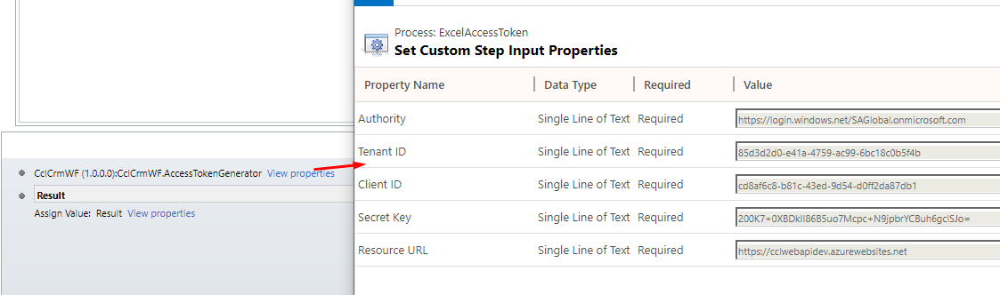 Process: ExcelAccessToken
Set Custom Step Input Properties
Property Name Data Type Required Value
Authority Single Line of Text Required https://login.windows.net/SAGlobal.onmicrosoft.com
Tenant ID Single Line of Text Required 85d3d2d0-e41a-4759-ac99-6bc18c0b5f4b
Client ID Single Line of Text Required cd8af6c8-b81c-43ed-9d54-d0ff2da87db1
Secret Key Single Line of Text Required 200K7+0XBDkII86B5uo7Mcpc+N9jpbrYCBuh6gcISJo=
Resource URL Single Line of Text Required https://cclwebapidev.azurewebsites.net
CclCrmWF (1.0.0.0):CclCrmWF.AccessTokenGenerator View properties
Result
Assign Value: Result View properties